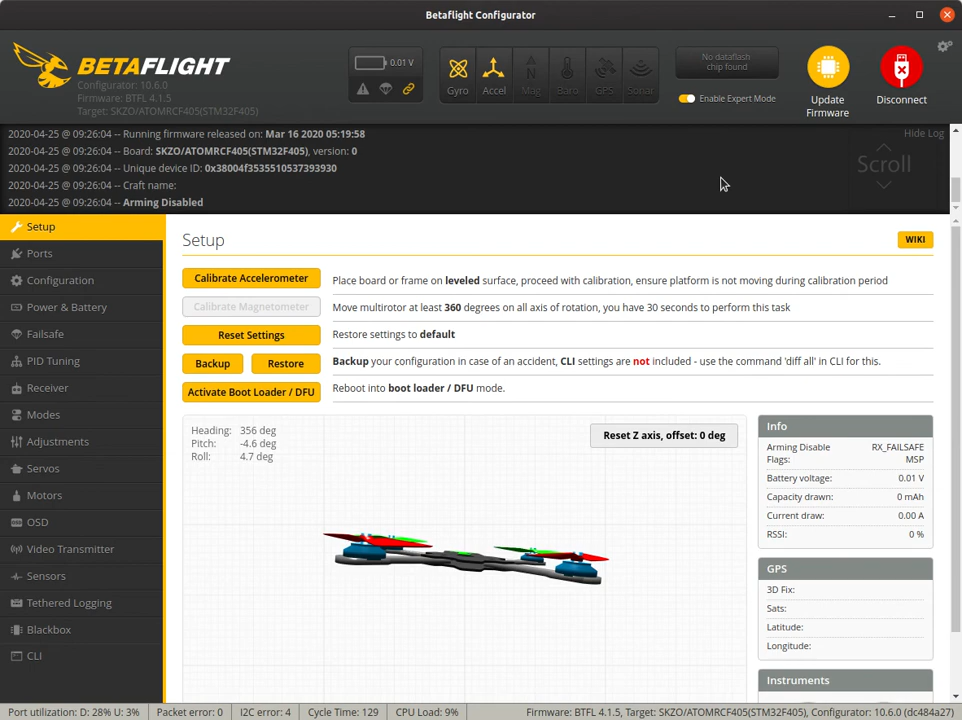 Betaflight Configurator
BETAFLIGHT
Configurator: 10.6.0
Firmware: BTFL 4.1.5
Target: SKZO/ATOMRCF405(STM32F405)
0.01 V
Gyro
Accel
Mag
Baro
GPS
Sonar
No dataflash
chip found
Enable Expert Mode
Update
Firmware
Disconnect
2020-04-25 @ 09:26:04 -- Running firmware released on: Mar 16 2020 05:19:58
2020-04-25 @ 09:26:04 -- Board: SKZO/ATOMRCF405(STM32F405), version: 0
2020-04-25 @ 09:26:04 -- Unique device ID: 0x38004f3535510537393930
2020-04-25 @ 09:26:04 -- Craft name:
2020-04-25 @ 09:26:04 -- Arming Disabled
Hide Log
Scroll
Setup
Ports
Configuration
Power & Battery
Failsafe
PID Tuning
Receiver
Modes
Adjustments
Servos
Motors
OSD
Video Transmitter
Sensors
Tethered Logging
Blackbox
CLI
Setup
WIKI
Calibrate Accelerometer
Place board or frame on leveled surface, proceed with calibration, ensure platform is not moving during calibration period
Calibrate Magnetometer
Move multirotor at least 360 degrees on all axis of rotation, you have 30 seconds to perform this task
Reset Settings
Restore settings to default
Backup
Restore
Backup your configuration in case of an accident, CLI settings are not included - use the command 'diff all' in CLI for this.
Activate Boot Loader / DFU
Reboot into boot loader / DFU mode.
Heading: 356 deg
Pitch: -4.6 deg
Roll: 4.7 deg
Reset Z axis, offset: 0 deg
Info
Arming Disable Flags: RX_FAILSAFE MSP
Battery voltage: 0.01 V
Capacity drawn: 0 mAh
Current draw: 0.00 A
RSSI: 0 %
GPS
3D Fix:
Sats:
Latitude:
Longitude:
Instruments
Port utilization: D: 28% U: 3%
Packet error: 0
I2C error: 4
Cycle Time: 129
CPU Load: 9%
Firmware: BTFL 4.1.5, Target: SKZO/ATOMRCF405(STM32F405), Configurator: 10.6.0 (dc484a27)